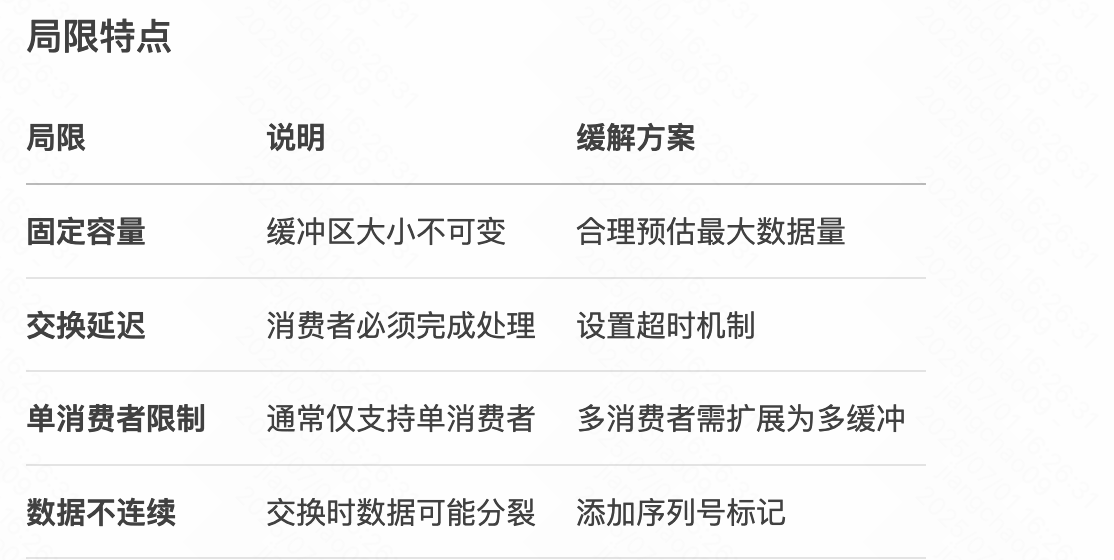 局限特点
局限 说明 缓解方案
固定容量 缓冲区大小不可变 合理预估最大数据量
交换延迟 消费者必须完成处理 设置超时机制
单消费者限制 通常仅支持单消费者 多消费者需扩展为多缓冲
数据不连续 交换时数据可能分裂 添加序列号标记